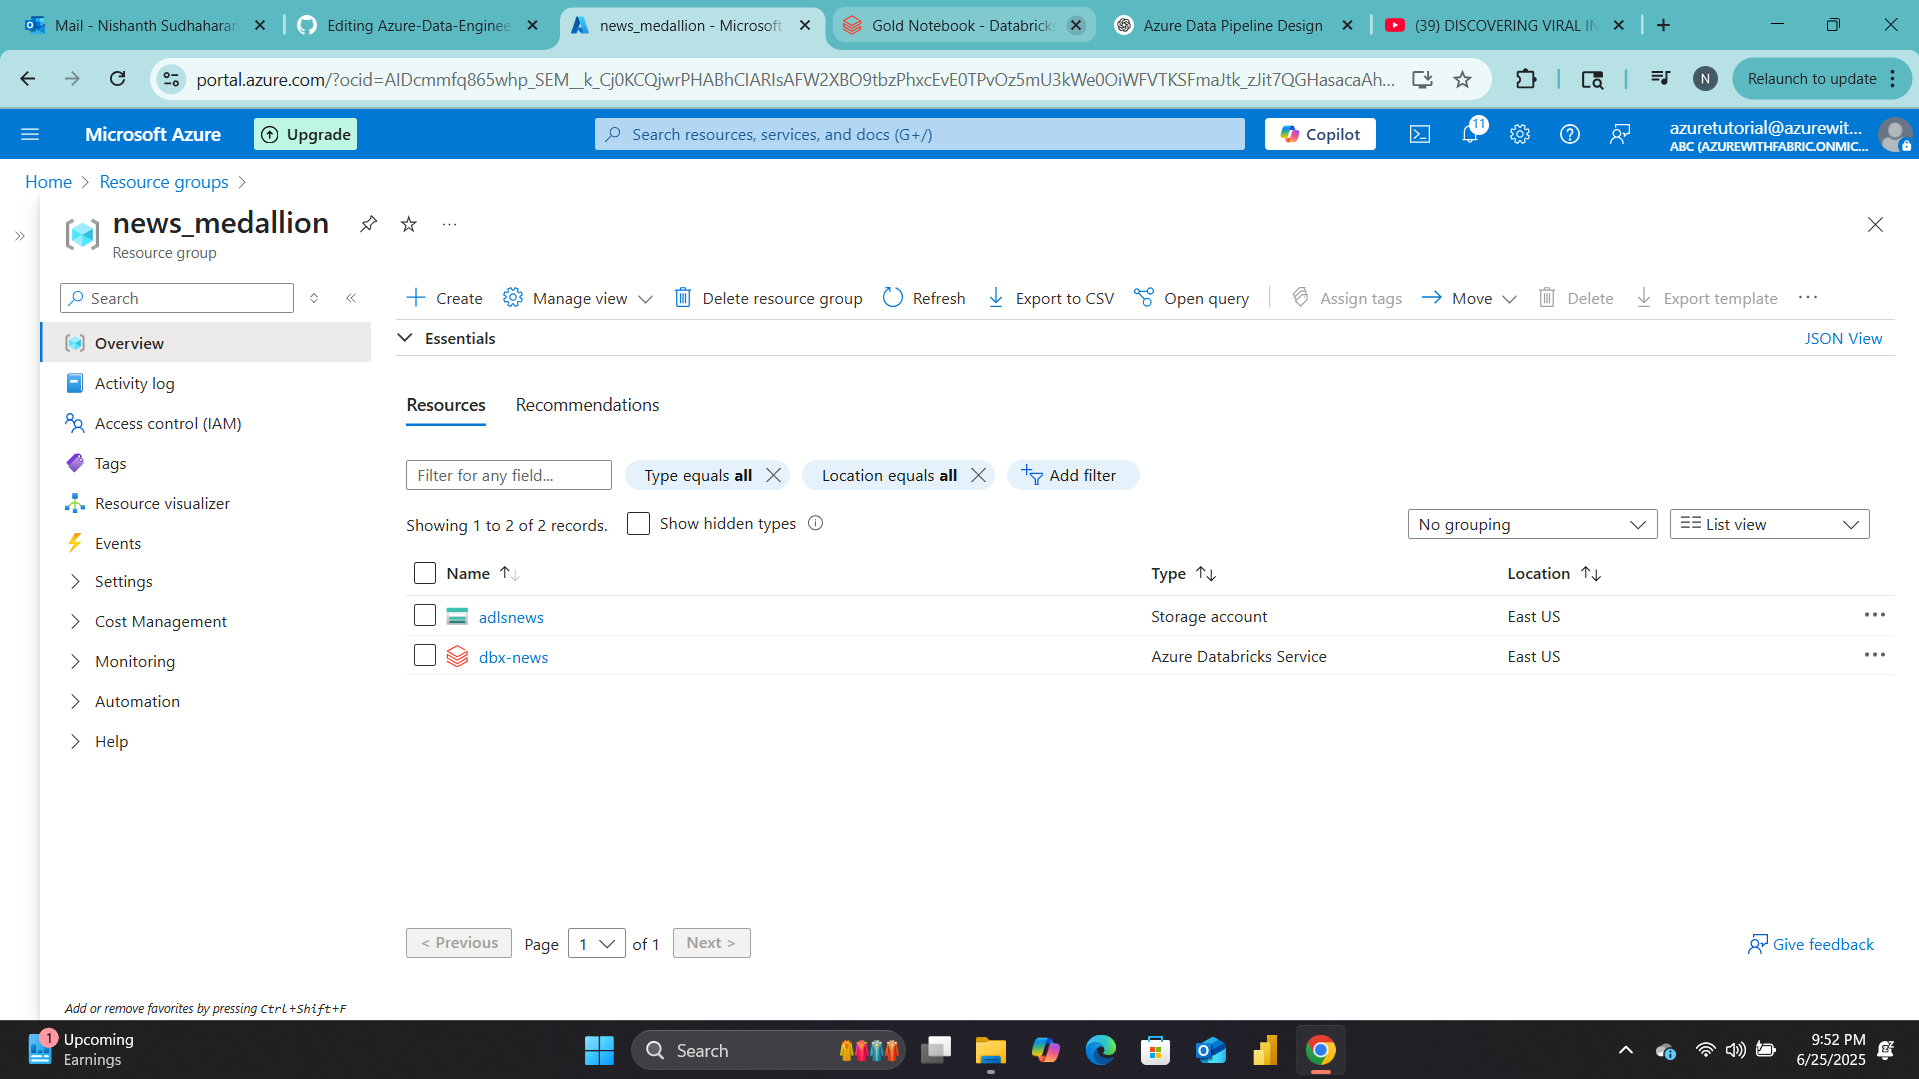 Mail - Nishanth Sudhaharan
Editing Azure-Data-Enginee
news_medallion - Microsoft
Gold Notebook - Databricks
Azure Data Pipeline Design
(39) DISCOVERING VIRAL IN
portal.azure.com/?ocid=AIDcmmfq865whp_SEM__k_Cj0KCQjwrPHABhCIARIsAFW2XBO9tbzPhxcEvE0TPvOz5mU3kWe0OiWFVTKSFmaJtk_zJit7QGHasacaAh...
N
Relaunch to update
Microsoft Azure
Upgrade
Search resources, services, and docs (G+/)
Copilot
11
azuretutorial@azurewit...
ABC (AZUREWITHFABRIC.ONMIC...
Home
Resource groups
news_medallion
Resource group
Search
Create
Manage view
Delete resource group
Refresh
Export to CSV
Open query
Assign tags
Move
Delete
Export template
Essentials
JSON View
Overview
Activity log
Access control (IAM)
Tags
Resource visualizer
Events
Settings
Cost Management
Monitoring
Automation
Help
Resources Recommendations
Filter for any field...
Type equals all
Location equals all
Add filter
Showing 1 to 2 of 2 records.
Show hidden types
No grouping
List view
Name Type Location
adlsnews Storage account East US
dbx-news Azure Databricks Service East US
< Previous Page 1 of 1 Next >
Give feedback
Add or remove favorites by pressing Ctrl+Shift+F
1
Upcoming
Earnings
Search
9:52 PM
6/25/2025